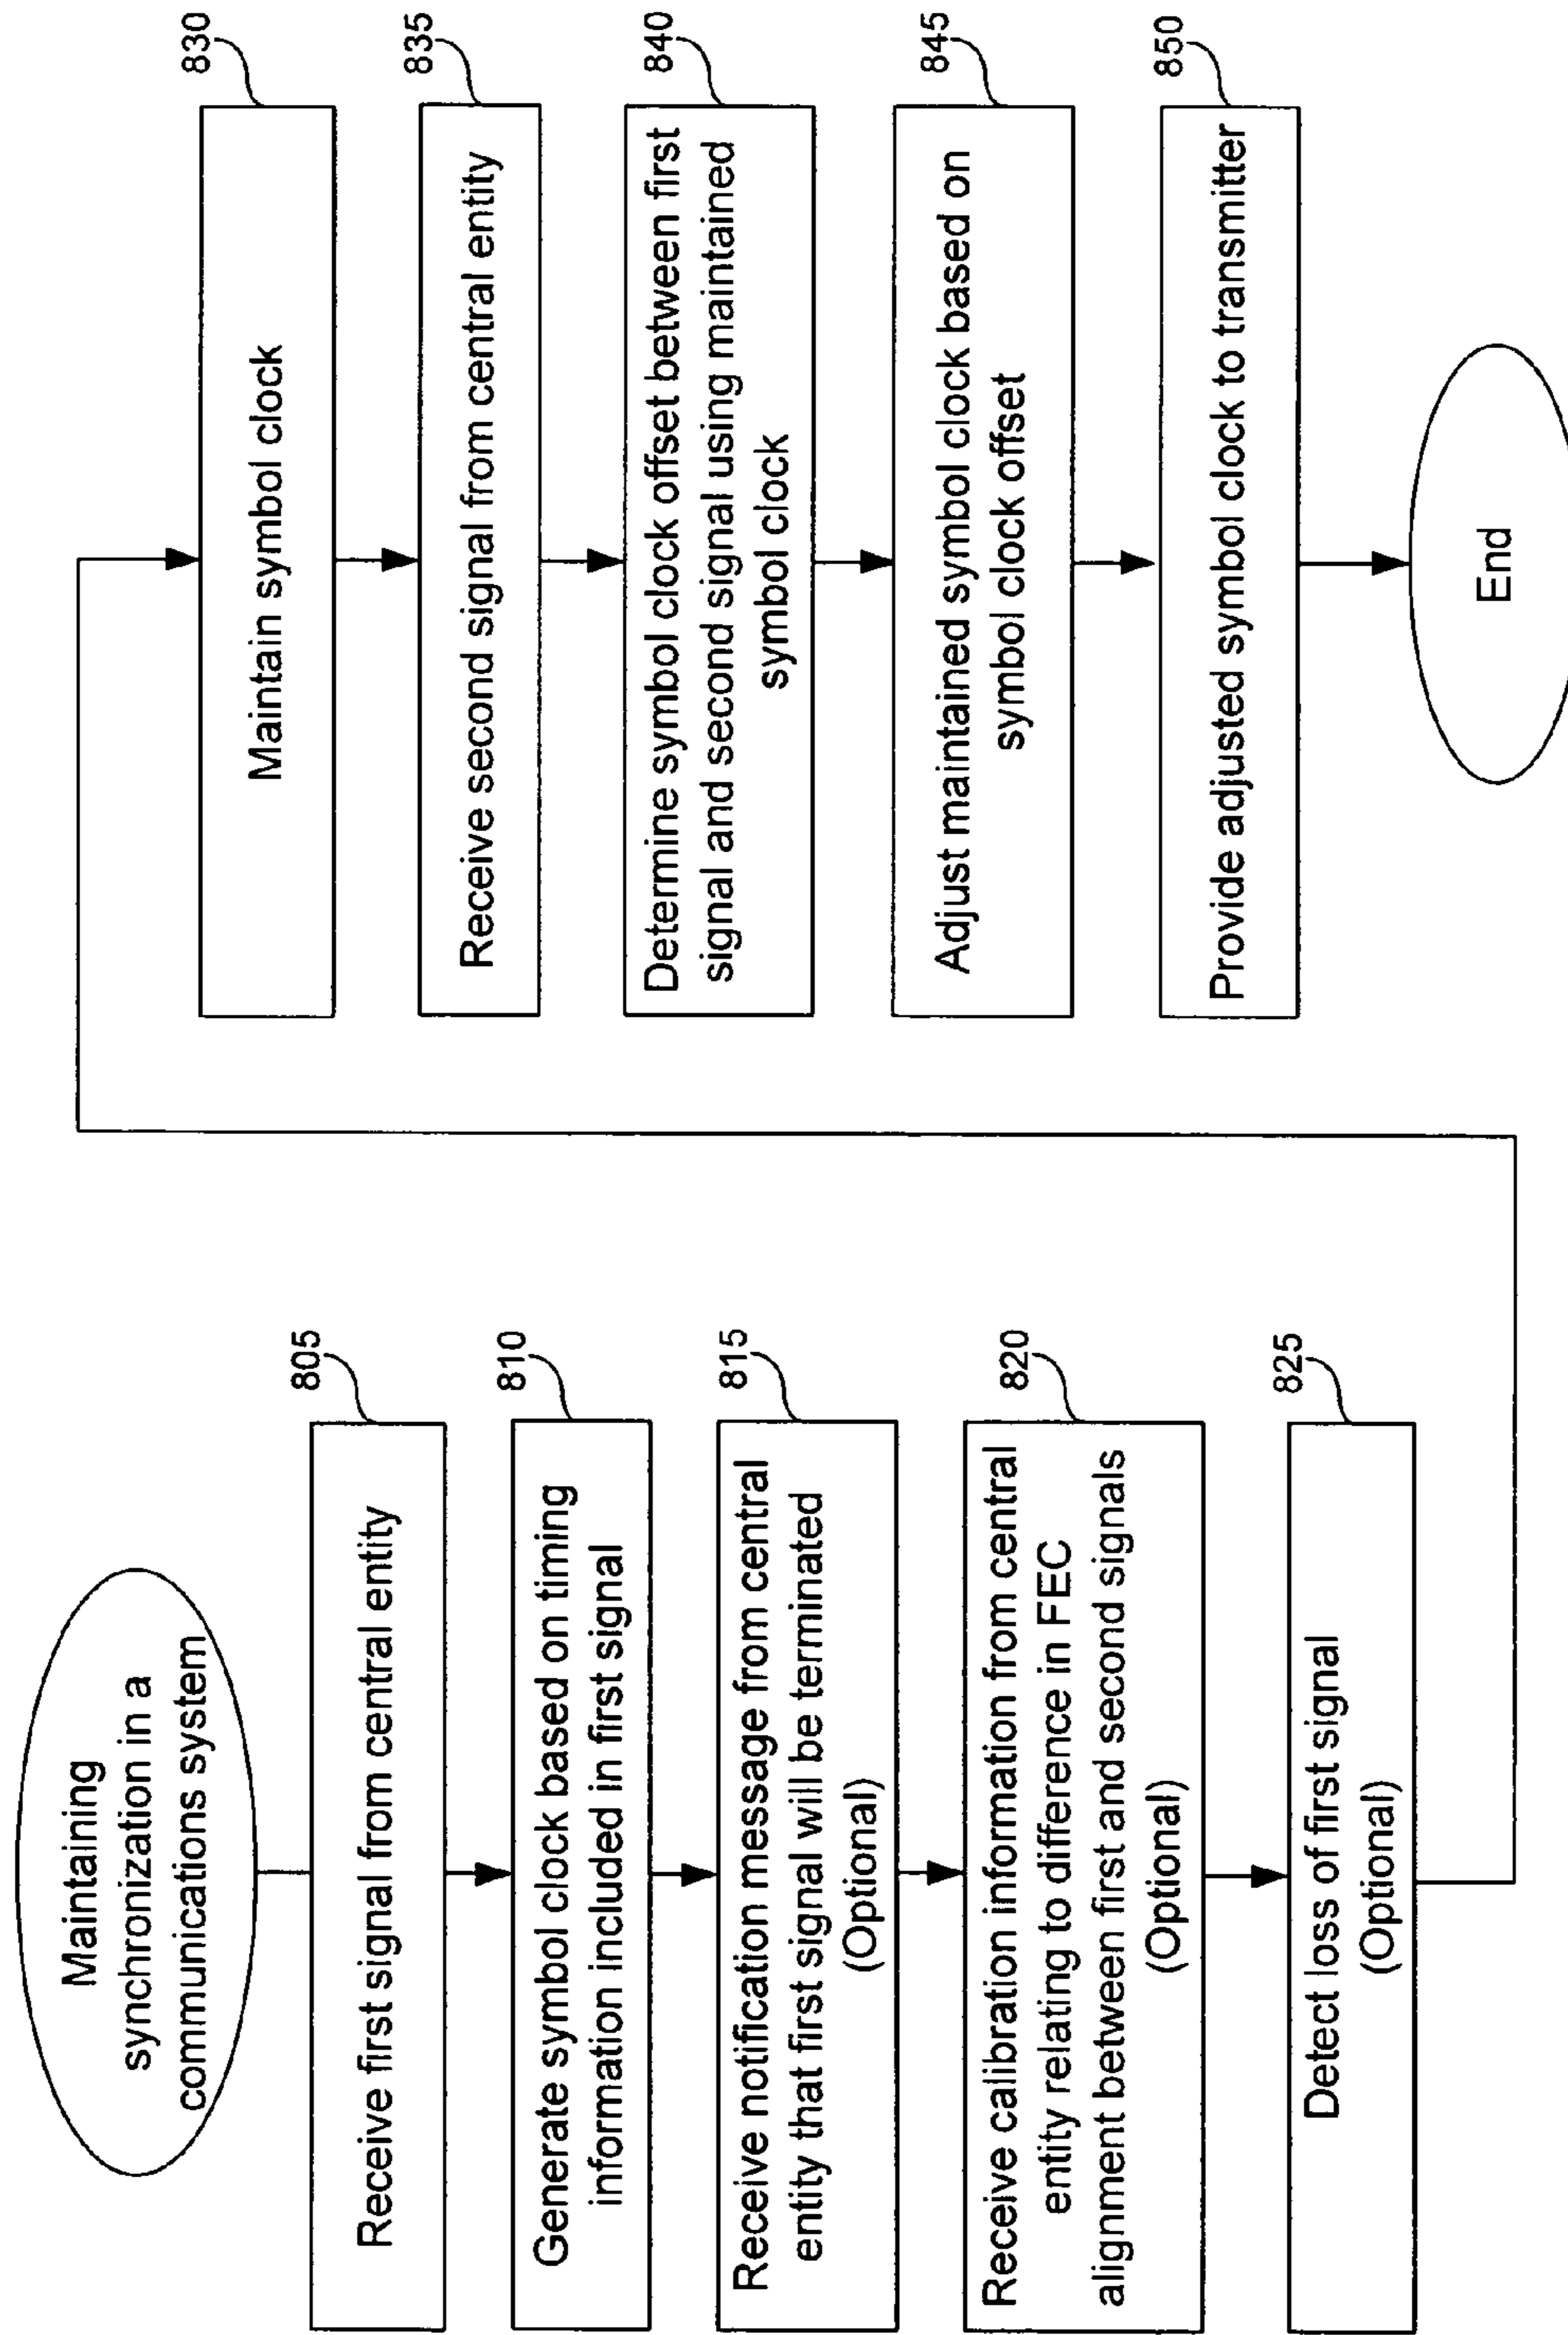 Maintaining
synchronization in a
communications system
805
Receive first signal from central entity
810
Generate symbol clock based on timing
information included in first signal
815
Receive notification message from central
entity that first signal will be terminated
(Optional)
820
Receive calibration information from central
entity relating to difference in FEC
alignment between first and second signals
(Optional)
825
Detect loss of first signal
(Optional)
830
Maintain symbol clock
835
Receive second signal from central entity
840
Determine symbol clock offset between first
signal and second signal using maintained
symbol clock
845
Adjust maintained symbol clock based on
symbol clock offset
850
Provide adjusted symbol clock to transmitter
End